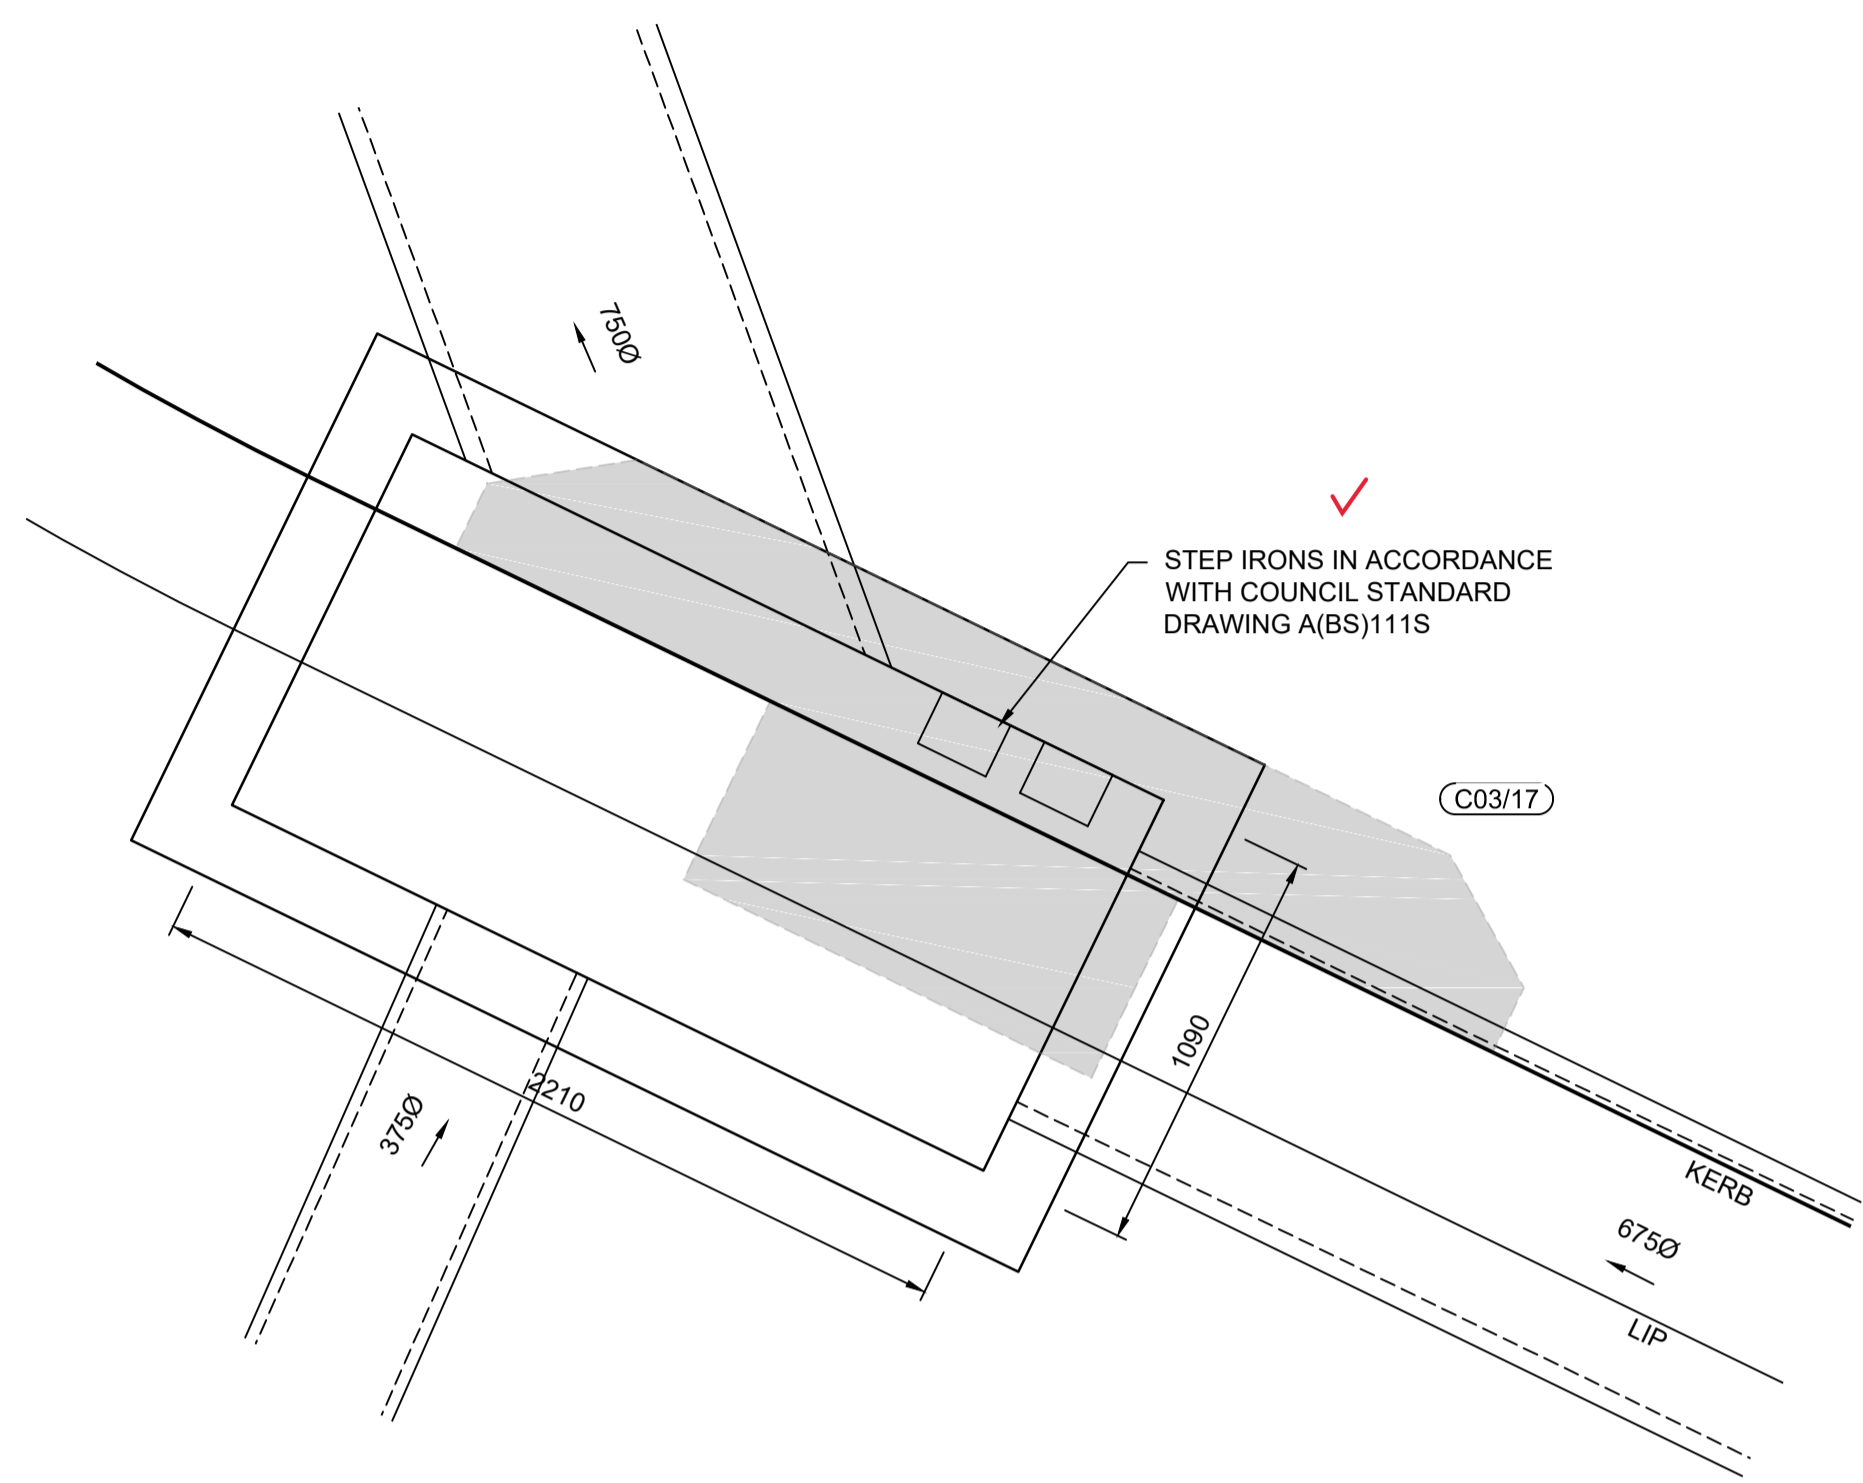 750Ø
STEP IRONS IN ACCORDANCE
WITH COUNCIL STANDARD
DRAWING A(BS)111S
C03/17
1090
2210
375Ø
KERB
675Ø
LIP